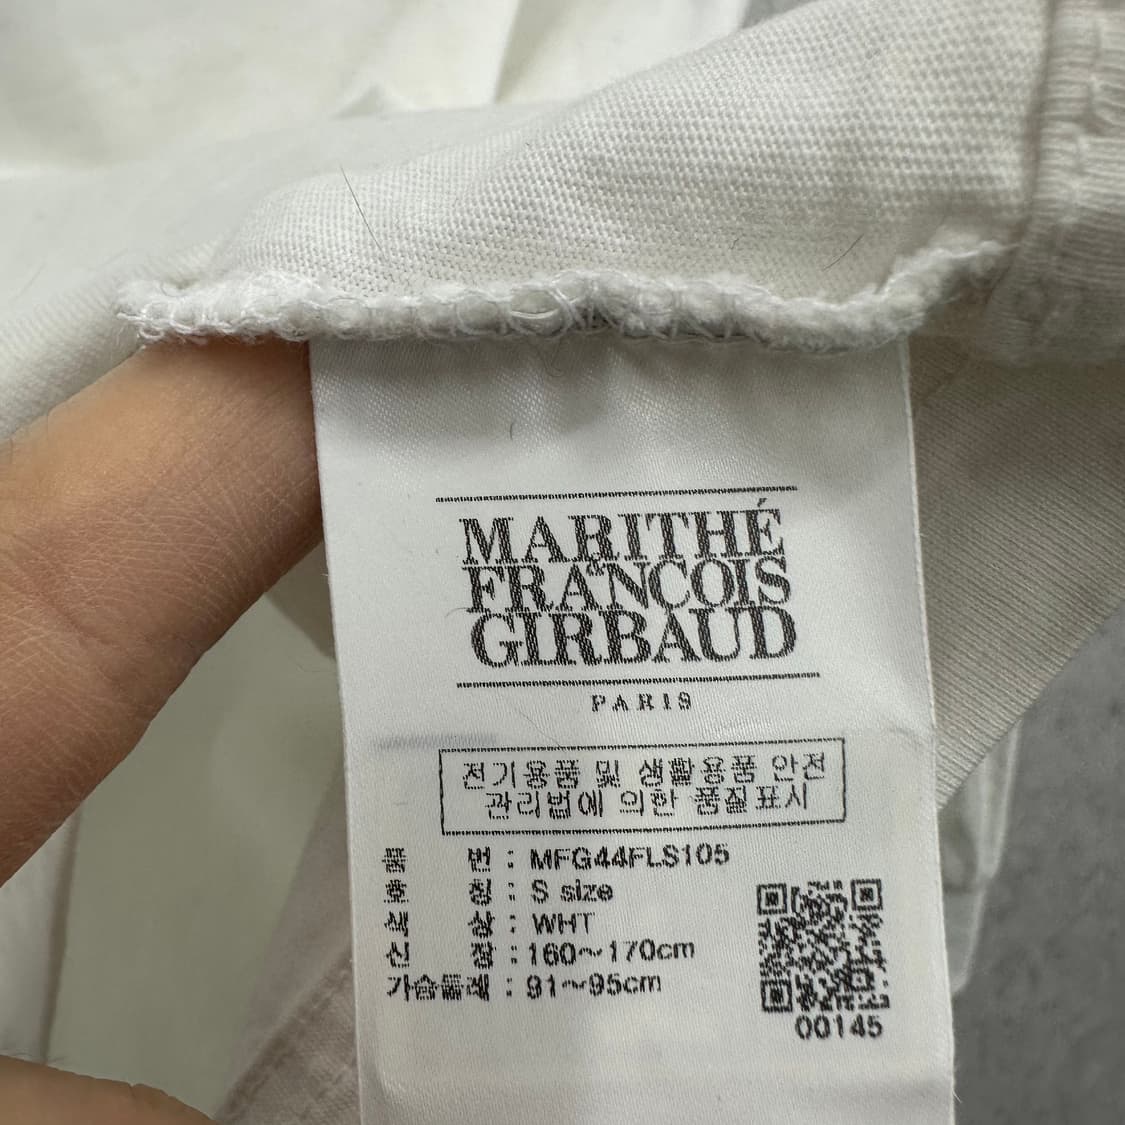 MARITHÉ
FRANÇOIS
&
GIRBAUD
PARIS
전기용품 및 생활용품 안전
관리법에 의한 품질표시
품 번 : MFG44FLS105
호 칭 : S size
색 상 : WHT
신 장 : 160~170cm
가슴둘레 : 91~95cm
00145